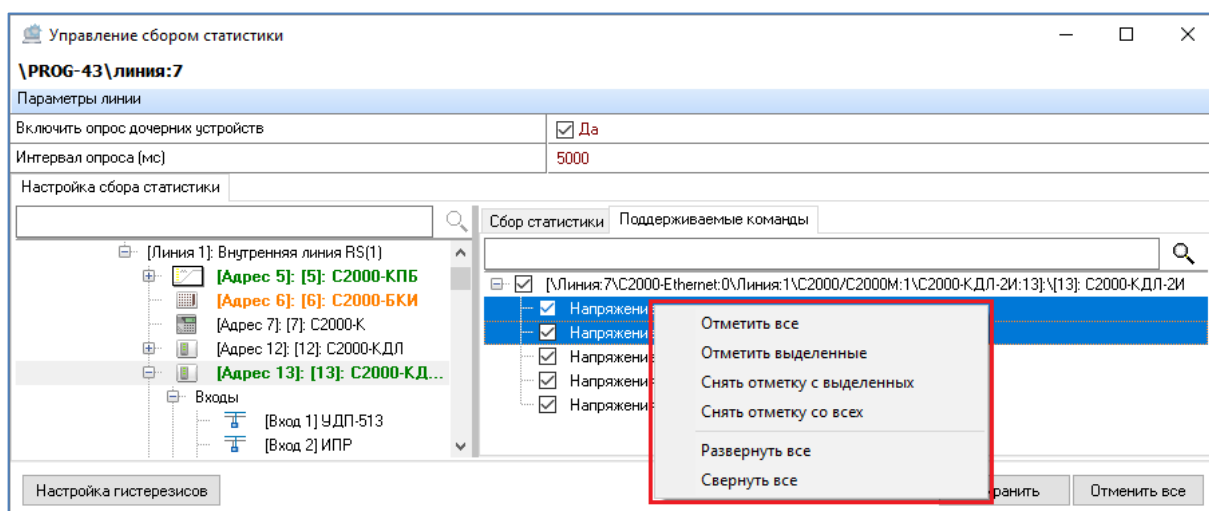 Управление сбором статистики
\PROG-43\линия:7
Параметры линии
Включить опрос дочерних устройств
Да
Интервал опроса (мс)
5000
Настройка сбора статистики
[Линия 1]: Внутренняя линия RS(1)
[Адрес 5]: [5]: С2000-КПБ
[Адрес 6]: [6]: С2000-БКИ
[Адрес 7]: [7]: С2000-К
[Адрес 12]: [12]: С2000-КДЛ
[Адрес 13]: [13]: С2000-КД...
Входы
[Вход 1] УДП-513
[Вход 2] ИПР
Сбор статистики
Поддерживаемые команды
[\Линия:7\C2000-Ethernet:0\Линия:1\С2000/С2000М:1\С2000-КДЛ-2И:13]:\[13]: С2000-КДЛ-2И
Напряжени
Напряжени
Напряжени
Напряжени
Напряжени
Отметить все
Отметить выделенные
Снять отметку с выделенных
Снять отметку со всех
Развернуть все
Свернуть все
Настройка гистерезисов
ранить
Отменить все